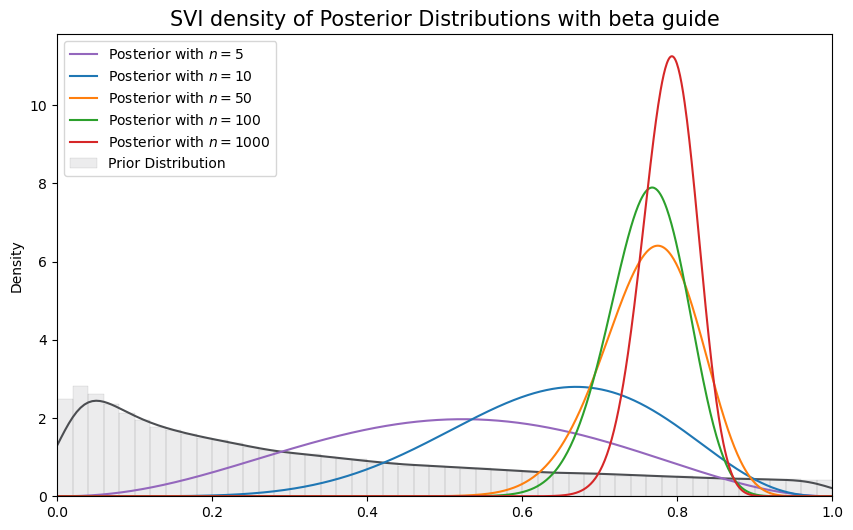 SVI density of Posterior Distributions with beta guide
Posterior with n = 5
Posterior with n = 10
Posterior with n = 50
Posterior with n = 100
Posterior with n = 1000
Prior Distribution
Density
10
8
6
4
2
0
0.0 0.2 0.4 0.6 0.8 1.0